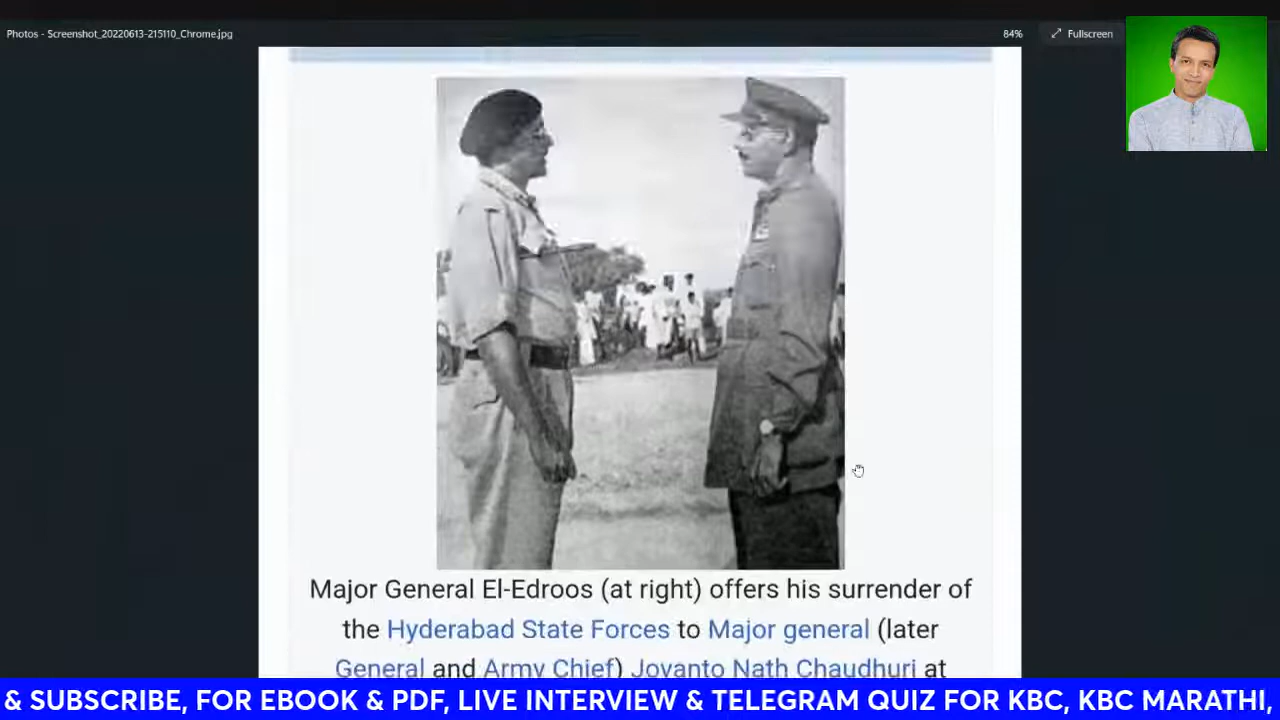 Photos - Screenshot_20220613-215110_Chrome.jpg
84%
Fullscreen
Major General El-Edroos (at right) offers his surrender of
the Hyderabad State Forces to Major general (later
General and Army Chief) Joyanto Nath Chaudhuri at
& SUBSCRIBE, FOR EBOOK & PDF, LIVE INTERVIEW & TELEGRAM QUIZ FOR KBC, KBC MARATHI,